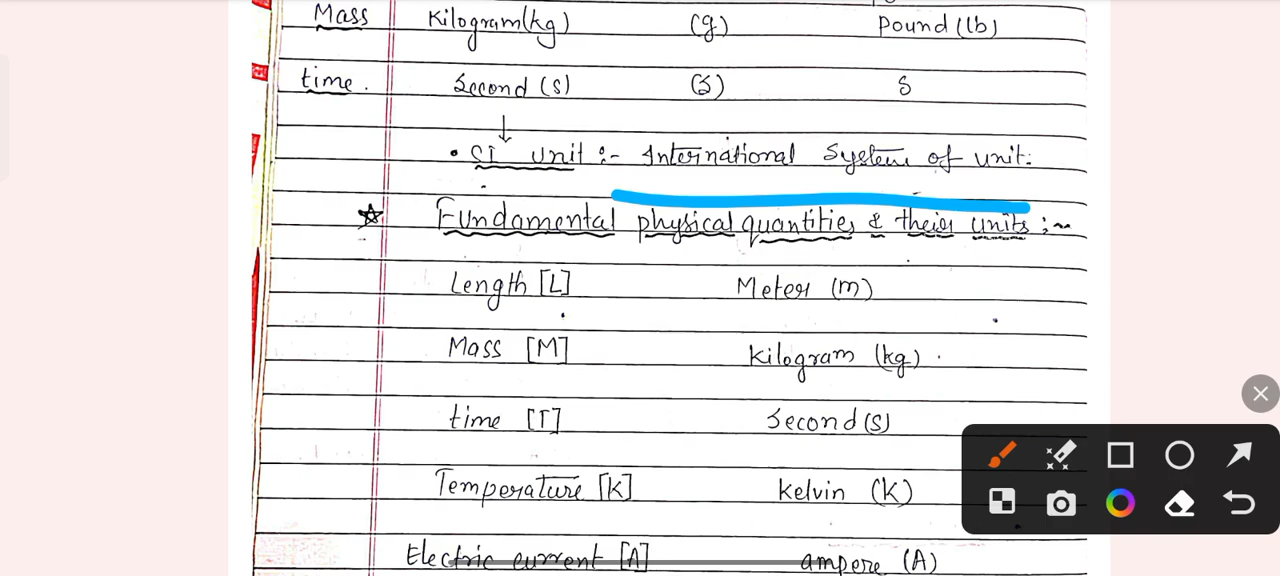 Mass Kilogram(kg) (g) Pound (lb)
time. Second (s) (s) s
• SI unit :- International System of unit.
☆ Fundamental physical quantities & their units :~
Length [L] Meter (m)
Mass [M] kilogram (kg)
time [T] Second (s)
Temperature [K] kelvin (K)
Electric current [A] ampere (A)